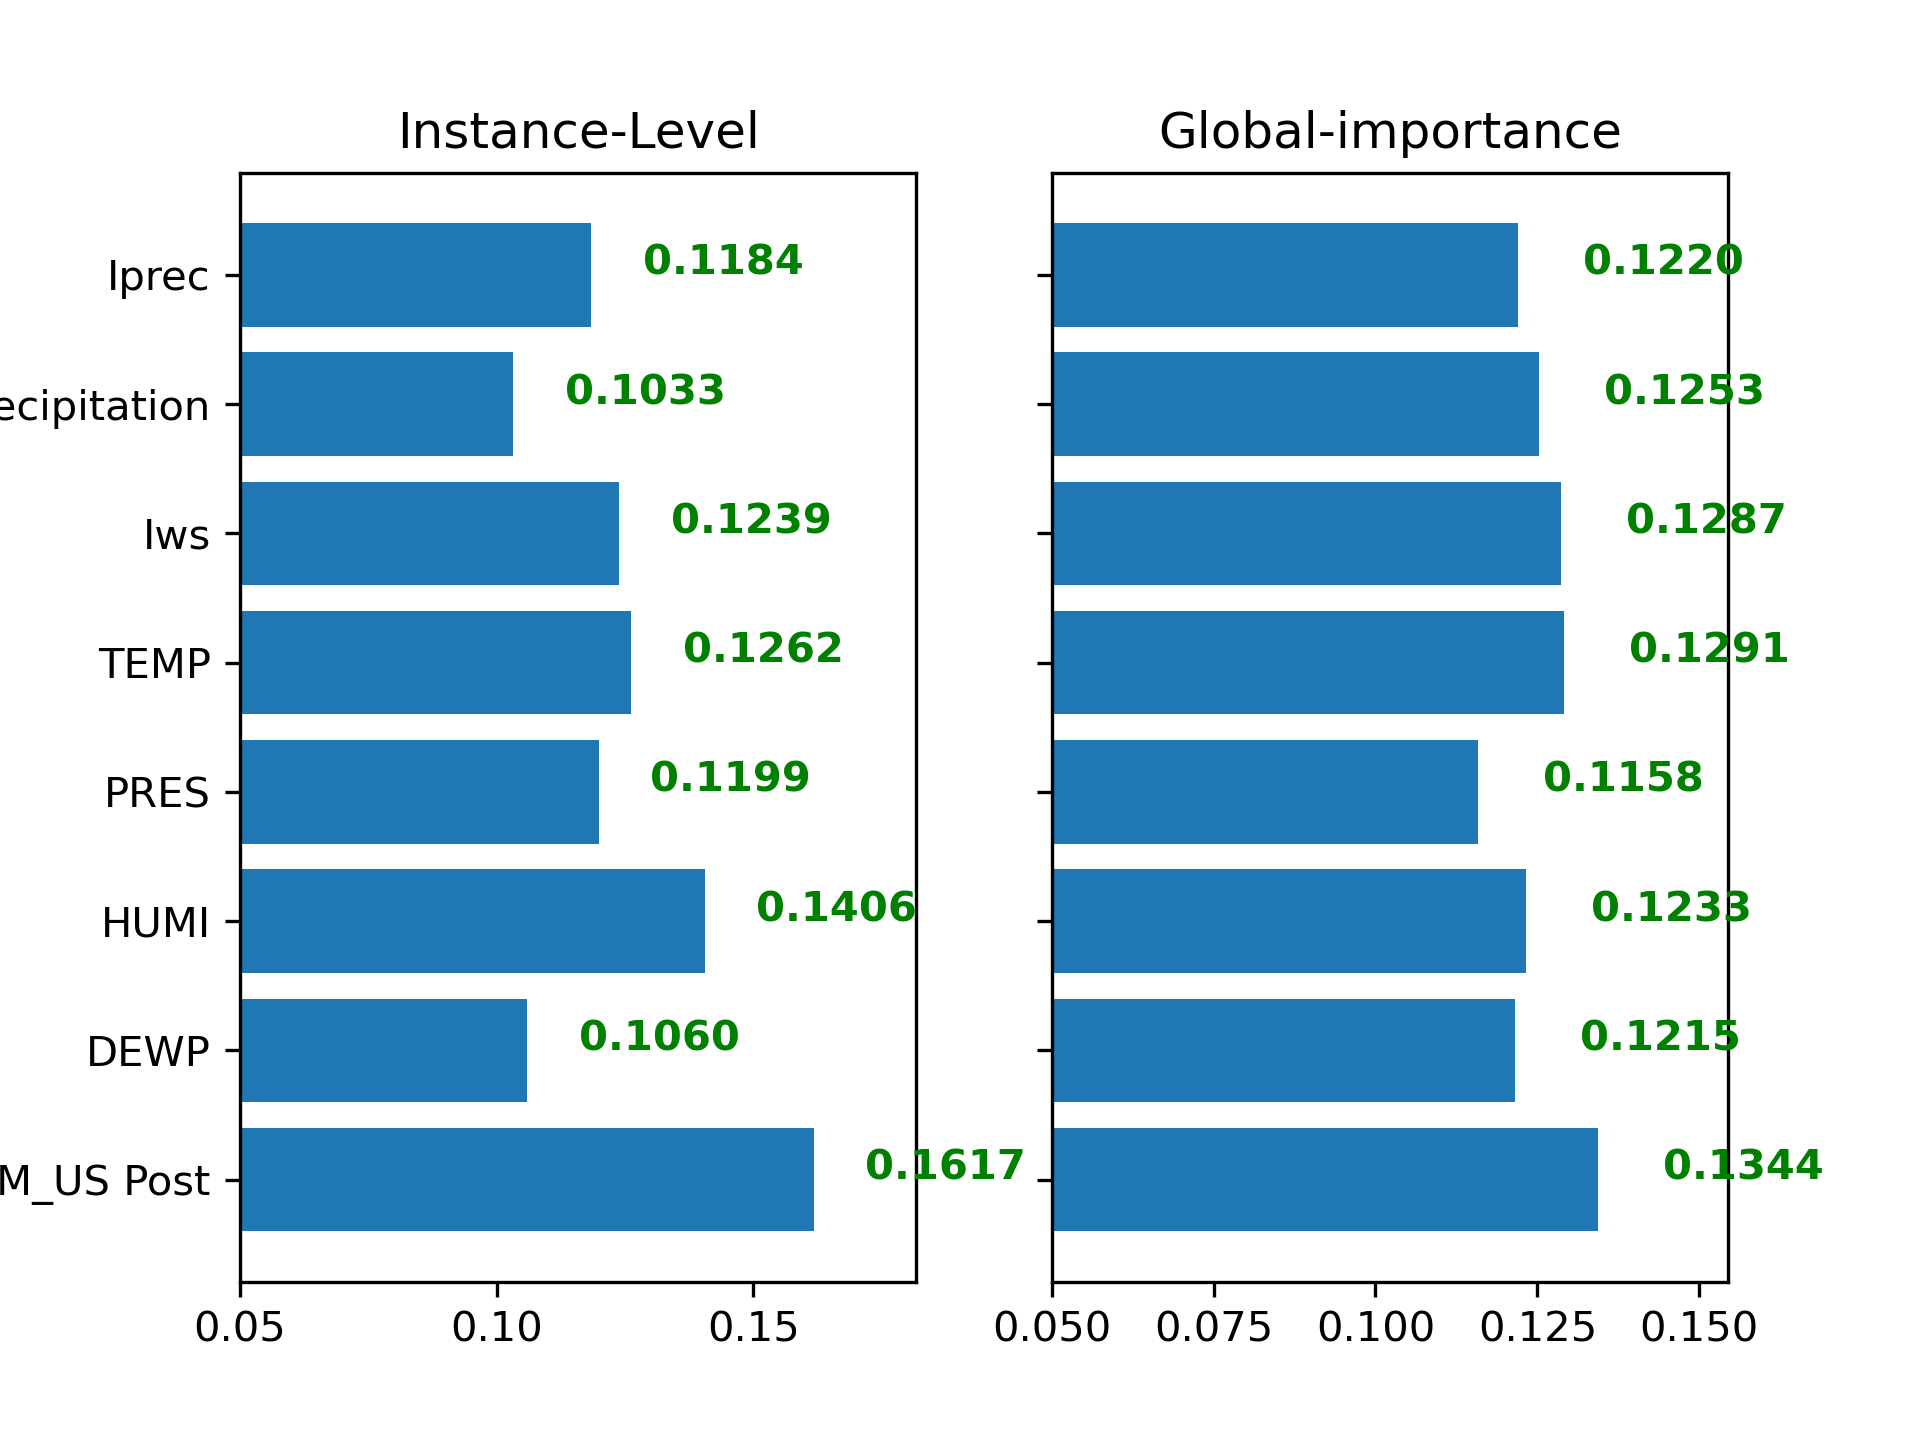 Instance-Level Global-importance
Iprec 0.1184 0.1220
ecipitation 0.1033 0.1253
Iws 0.1239 0.1287
TEMP 0.1262 0.1291
PRES 0.1199 0.1158
HUMI 0.1406 0.1233
DEWP 0.1060 0.1215
M_US Post 0.1617 0.1344
0.05 0.10 0.15 0.050 0.075 0.100 0.125 0.150